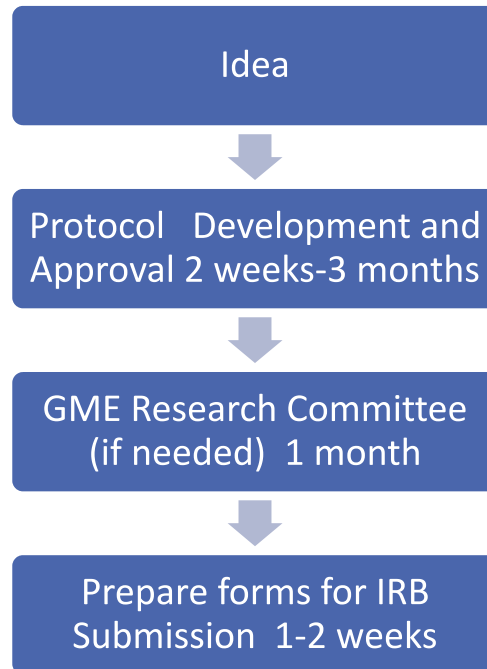 Idea
Protocol   Development and
Approval 2 weeks-3 months
GME Research Committee
(if needed)  1 month
Prepare forms for IRB
Submission  1-2 weeks